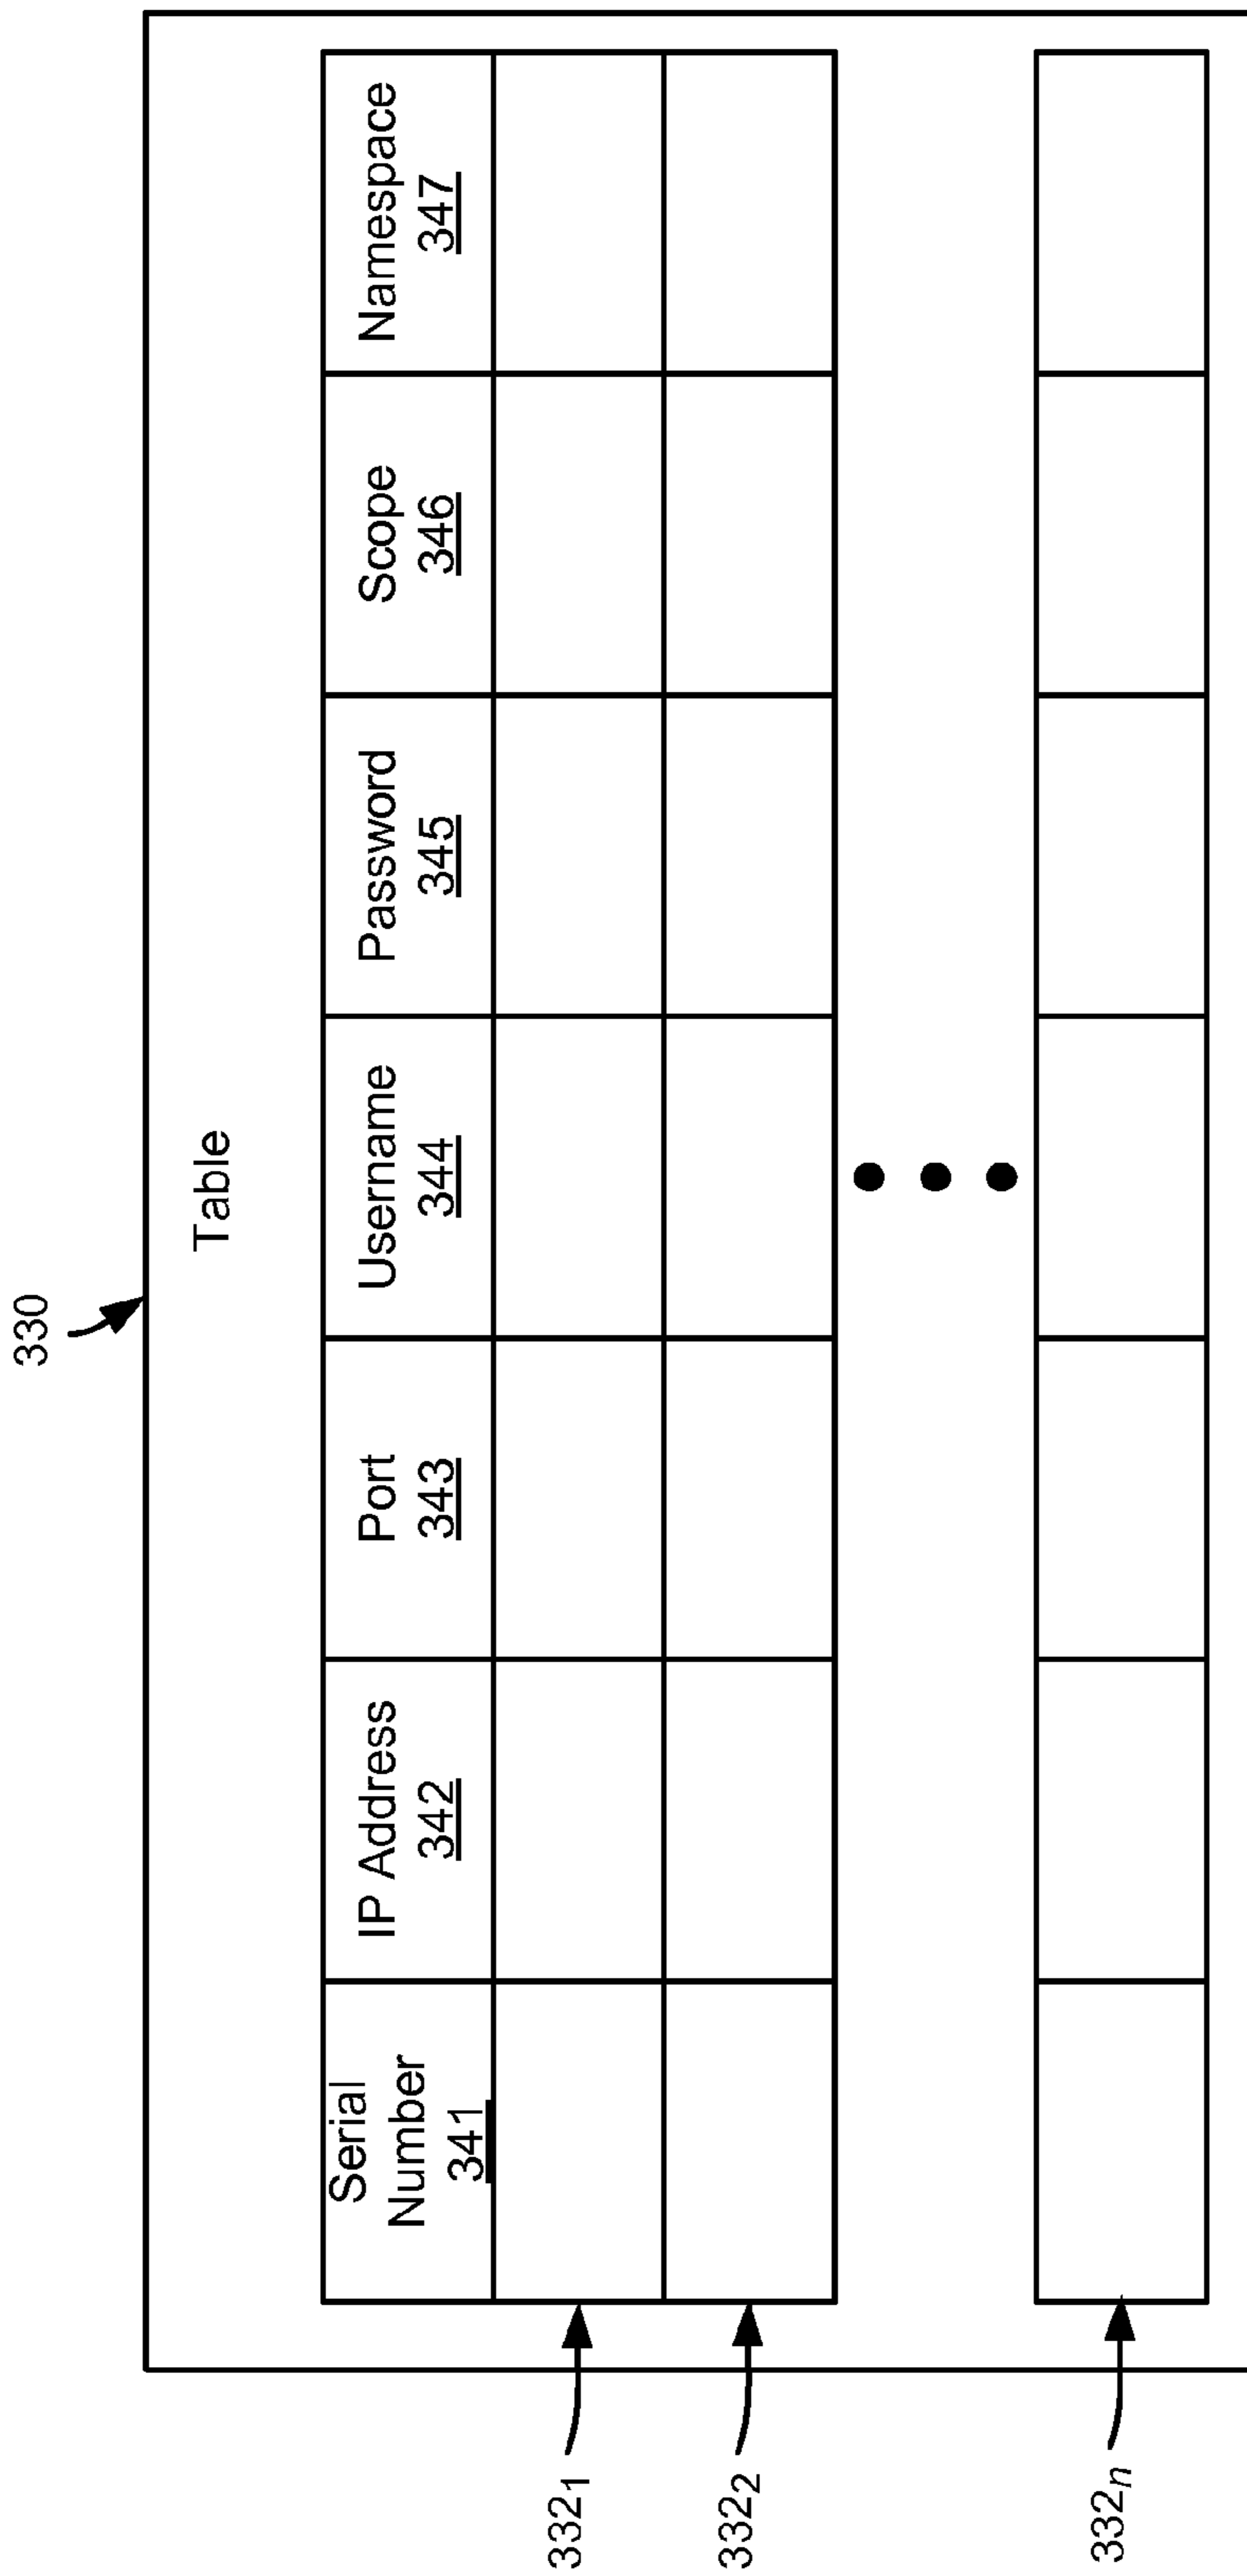 330
Table
Serial
Number
341
IP Address
342
Port
343
Username
344
Password
345
Scope
346
Namespace
347
332₁
332₂
332ₙ